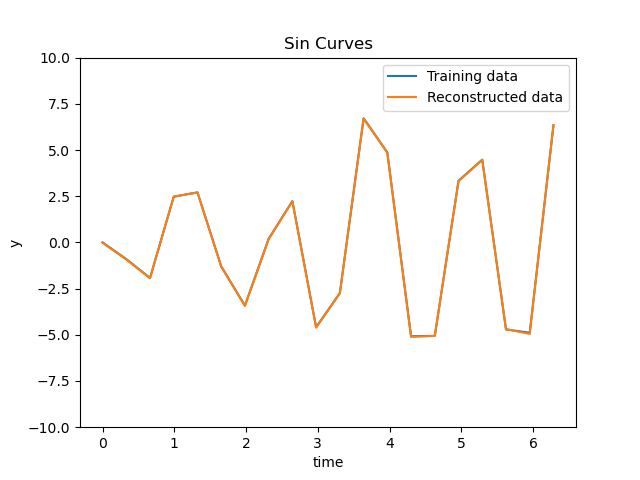 Sin Curves
10.0
7.5
5.0
2.5
0.0
−2.5
−5.0
−7.5
−10.0
y
Training data
Reconstructed data
0 1 2 3 4 5 6
time